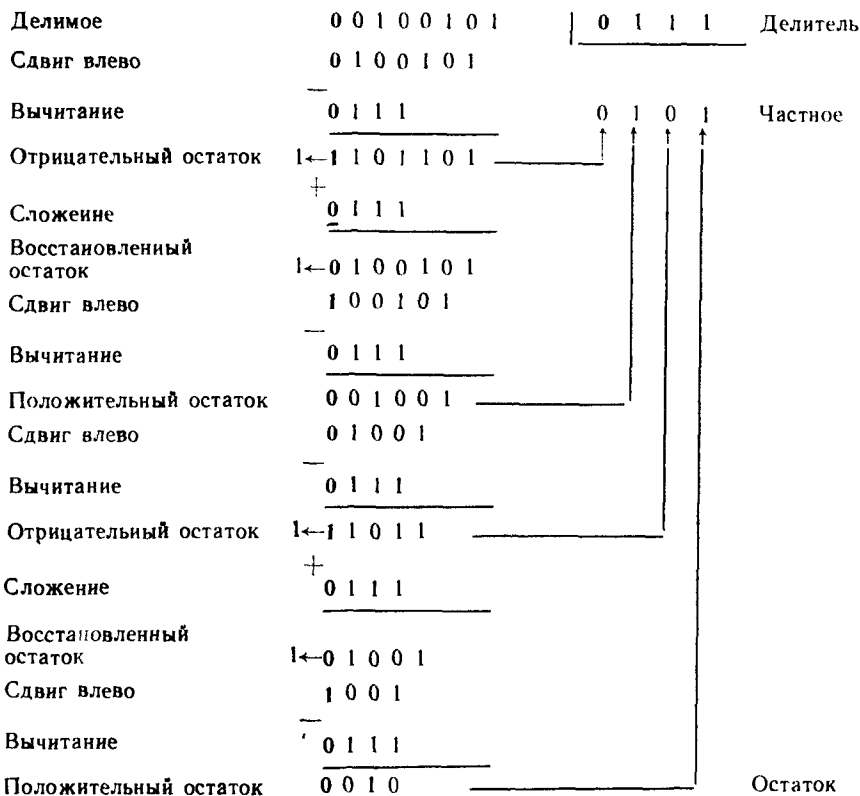 Делимое 0 0 1 0 0 1 0 1 0 1 1 1 Делитель
Сдвиг влево 0 1 0 0 1 0 1
Вычитание − 0 1 1 1 0 1 0 1 Частное
Отрицательный остаток 1←1 1 0 1 1 0 1
Сложение + 0 1 1 1
Восстановленный
остаток 1←0 1 0 0 1 0 1
Сдвиг влево 1 0 0 1 0 1
Вычитание − 0 1 1 1
Положительный остаток 0 0 1 0 0 1
Сдвиг влево 0 1 0 0 1
Вычитание − 0 1 1 1
Отрицательный остаток 1←1 1 0 1 1
Сложение + 0 1 1 1
Восстановленный
остаток 1←0 1 0 0 1
Сдвиг влево 1 0 0 1
Вычитание − 0 1 1 1
Положительный остаток 0 0 1 0 Остаток